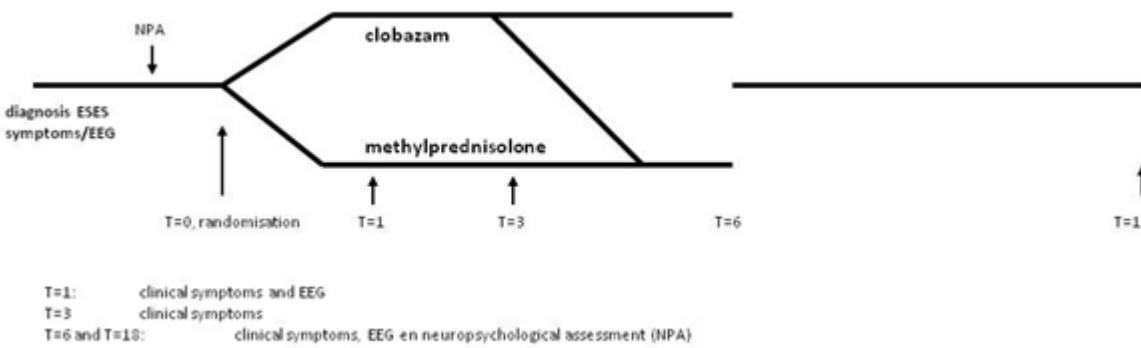 NPA
clobazam
diagnosis ESES
symptoms/EEG
methylprednisolone
T=0, randomisation
T=1
T=3
T=6
T=1
T=1: clinical symptoms and EEG
T=3 clinical symptoms
T=6 and T=18: clinical symptoms, EEG en neuropsychological assessment (NPA)